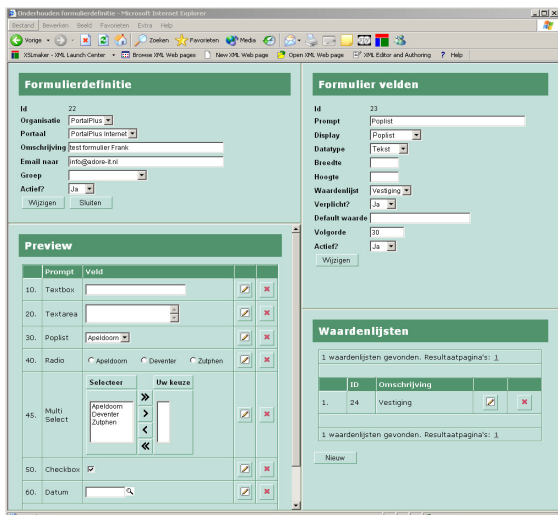 Onderhouden formulierdefinitie - Microsoft Internet Explorer
Bestand Bewerken Beeld Favorieten Extra Help
Vorige Zoeken Favorieten Media
XSLmaker - XML Launch Center Browse XML Web pages New XML Web page Open XML Web page XML Editor and Authoring ? Help
Formulierdefinitie
Id 22
Organisatie PortalPlus
Portaal PortalPlus Internet
Omschrijving test formulier Frank
Email naar info@adore-it.nl
Groep
Actief? Ja
Wijzigen Sluiten
Preview
Prompt Veld
10. Textbox
20. Textarea
30. Poplist Apeldoorn
40. Radio Apeldoorn Deventer Zutphen
45. Multi Select
Selecteer Uw keuze
Apeldoorn
Deventer
Zutphen
50. Checkbox
60. Datum
Formulier velden
Id 23
Prompt Poplist
Display Poplist
Datatype Tekst
Breedte
Hoogte
Waardenlijst Vestiging
Verplicht? Ja
Default waarde
Volgorde 30
Actief? Ja
Wijzigen
Waardenlijsten
1 waardenlijsten gevonden. Resultaatpagina's: 1
ID Omschrijving
1. 24 Vestiging
1 waardenlijsten gevonden. Resultaatpagina's: 1
Nieuw